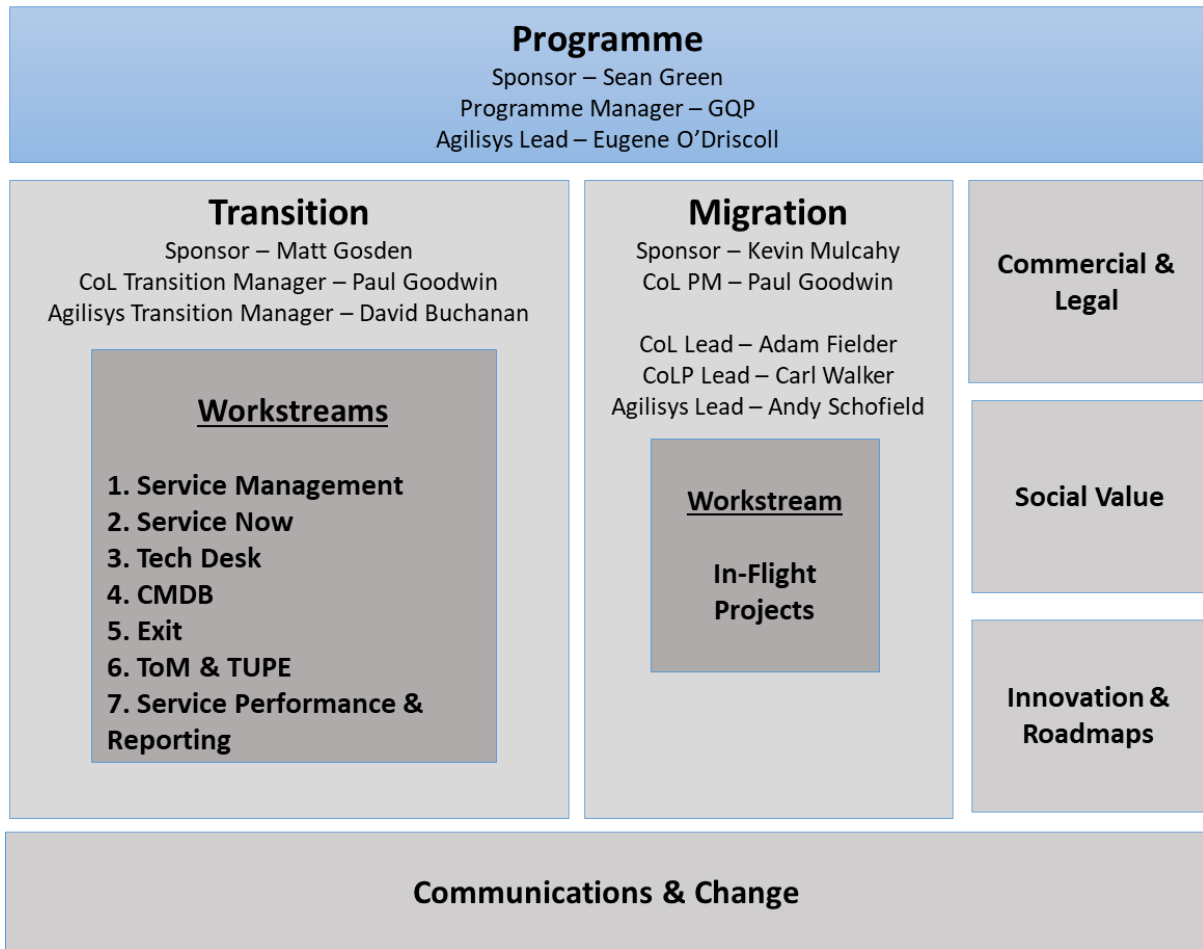 Programme
Sponsor – Sean Green
Programme Manager – GQP
Agilisys Lead – Eugene O’Driscoll
Transition
Sponsor – Matt Gosden
CoL Transition Manager – Paul Goodwin
Agilisys Transition Manager – David Buchanan
Workstreams
1. Service Management
2. Service Now
3. Tech Desk
4. CMDB
5. Exit
6. ToM & TUPE
7. Service Performance &
Reporting
Migration
Sponsor – Kevin Mulcahy
CoL PM – Paul Goodwin
CoL Lead – Adam Fielder
CoLP Lead – Carl Walker
Agilisys Lead – Andy Schofield
Workstream
In-Flight
Projects
Commercial &
Legal
Social Value
Innovation &
Roadmaps
Communications & Change